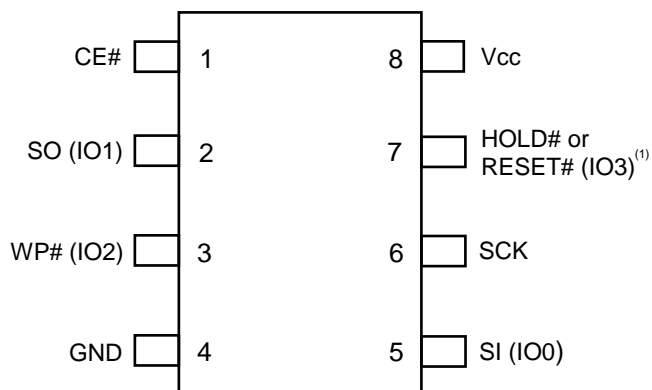 CE# 1 8 Vcc
SO (IO1) 2 7 HOLD# or
RESET# (IO3)(1)
WP# (IO2) 3 6 SCK
GND 4 5 SI (IO0)